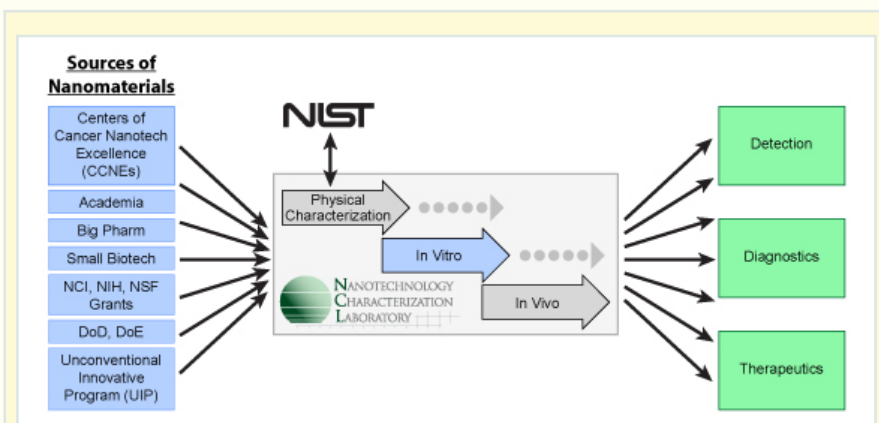 Sources of
Nanomaterials
Centers of
Cancer Nanotech
Excellence
(CCNEs)
Academia
Big Pharm
Small Biotech
NCI, NIH, NSF
Grants
DoD, DoE
Unconventional
Innovative
Program (UIP)
NIST
Physical
Characterization
In Vitro
In Vivo
NANOTECHNOLOGY
CHARACTERIZATION
LABORATORY
Detection
Diagnostics
Therapeutics